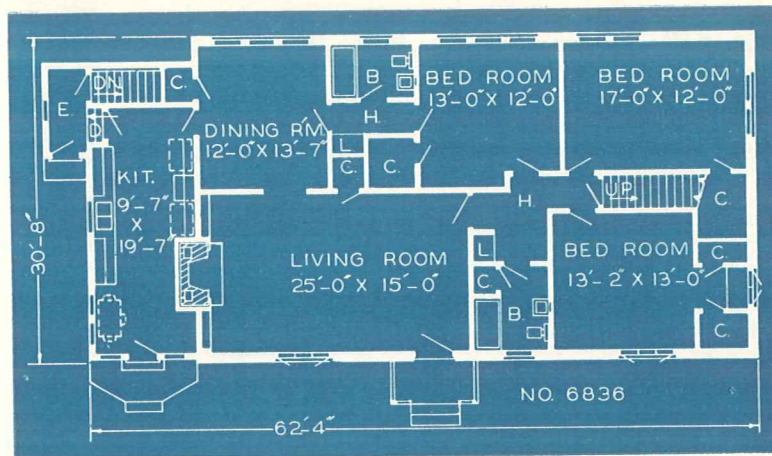 B
BED ROOM
13'-0" X 12'-0"
BED ROOM
17'-0" X 12'-0"
DN.
C.
E.
D
H.
DINING R'M.
12'-0" X 13'-7"
L.
C.
C.
KIT.
9'-7"
X
19'-7"
UP
C.
H.
30'-8"
LIVING ROOM
25'-0" X 15'-0"
L
C.
B.
BED ROOM
13'-2" X 13'-0"
C.
C.
NO. 6836
62'-4"